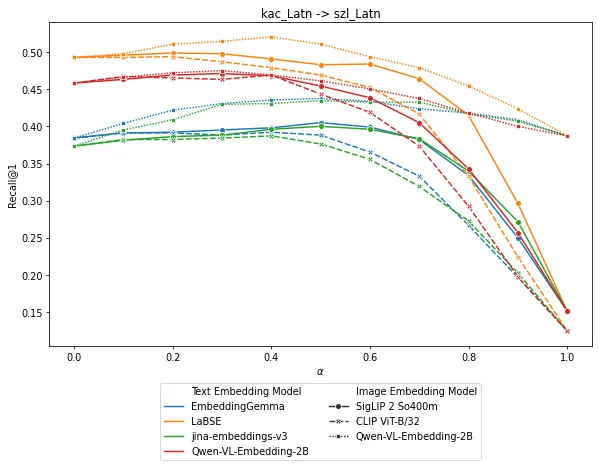 kac_Latn -> szl_Latn
Recall@1
0.50
0.45
0.40
0.35
0.30
0.25
0.20
0.15
0.0 0.2 0.4 0.6 0.8 1.0
α
Text Embedding Model
EmbeddingGemma
LaBSE
jina-embeddings-v3
Qwen-VL-Embedding-2B
Image Embedding Model
SigLIP 2 So400m
CLIP ViT-B/32
Qwen-VL-Embedding-2B